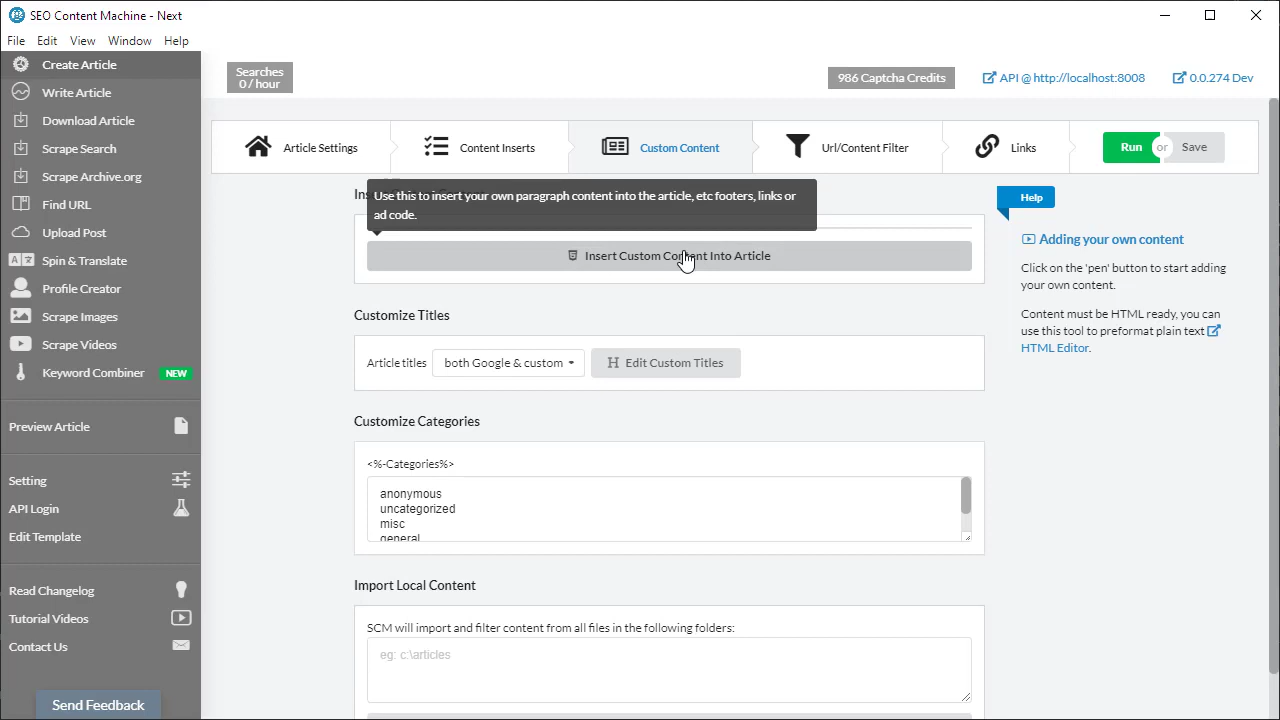 SEO Content Machine - Next
File Edit View Window Help
Create Article
Write Article
Download Article
Scrape Search
Scrape Archive.org
Find URL
Upload Post
Spin & Translate
Profile Creator
Scrape Images
Scrape Videos
Keyword Combiner NEW
Preview Article
Setting
API Login
Edit Template
Read Changelog
Tutorial Videos
Contact Us
Send Feedback
Searches
0 / hour
986 Captcha Credits
API @ http://localhost:8008
0.0.274 Dev
Article Settings
Content Inserts
Custom Content
Url/Content Filter
Links
Run or Save
Use this to insert your own paragraph content into the article, etc footers, links or
ad code.
Insert Custom Content Into Article
Customize Titles
Article titles both Google & custom Edit Custom Titles
Customize Categories
<%-Categories%>
anonymous
uncategorized
misc
general
Import Local Content
SCM will import and filter content from all files in the following folders:
eg: c:\articles
Help
Adding your own content
Click on the 'pen' button to start adding
your own content.
Content must be HTML ready, you can
use this tool to preformat plain text
HTML Editor.